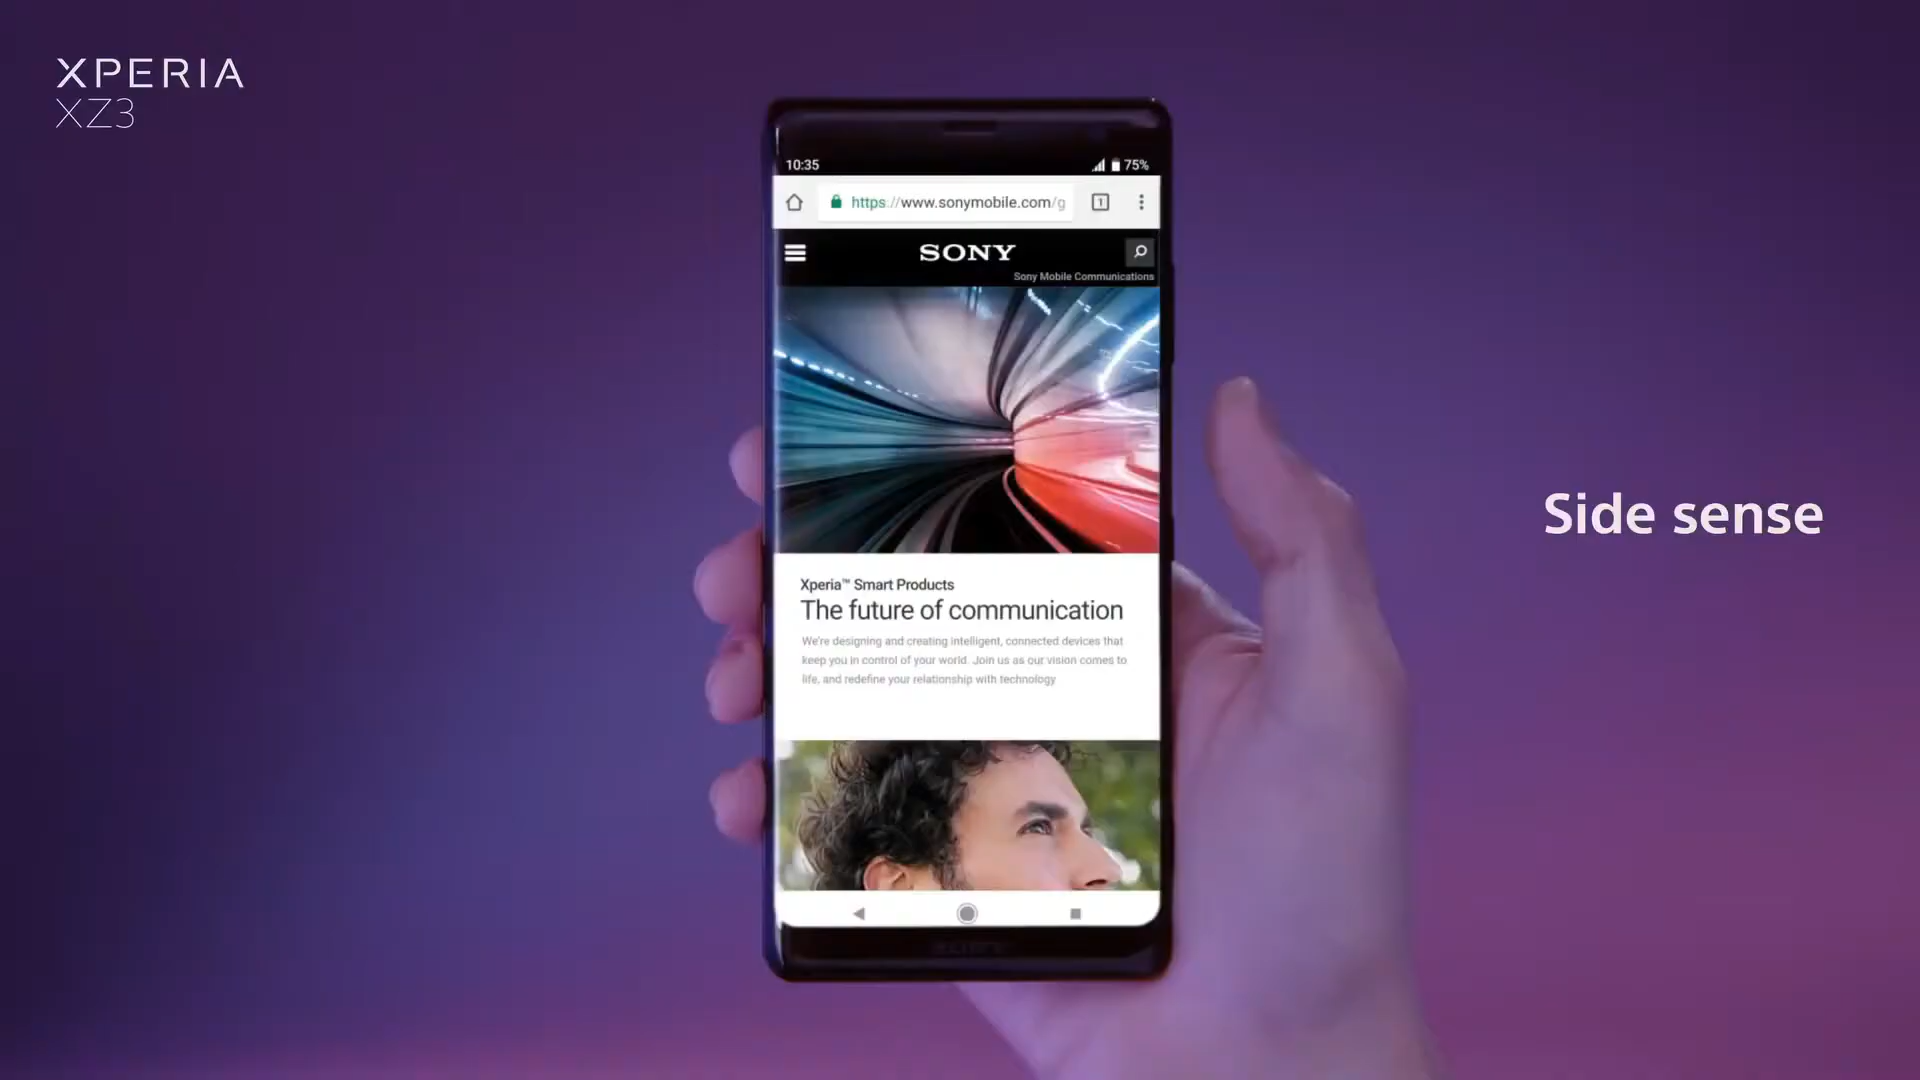 XPERIA
XZ3
10:35
75%
https://www.sonymobile.com/g
1
SONY
Sony Mobile Communications
Xperia™ Smart Products
The future of communication
We're designing and creating intelligent, connected devices that
keep you in control of your world. Join us as our vision comes to
life, and redefine your relationship with technology
SONY
Side sense